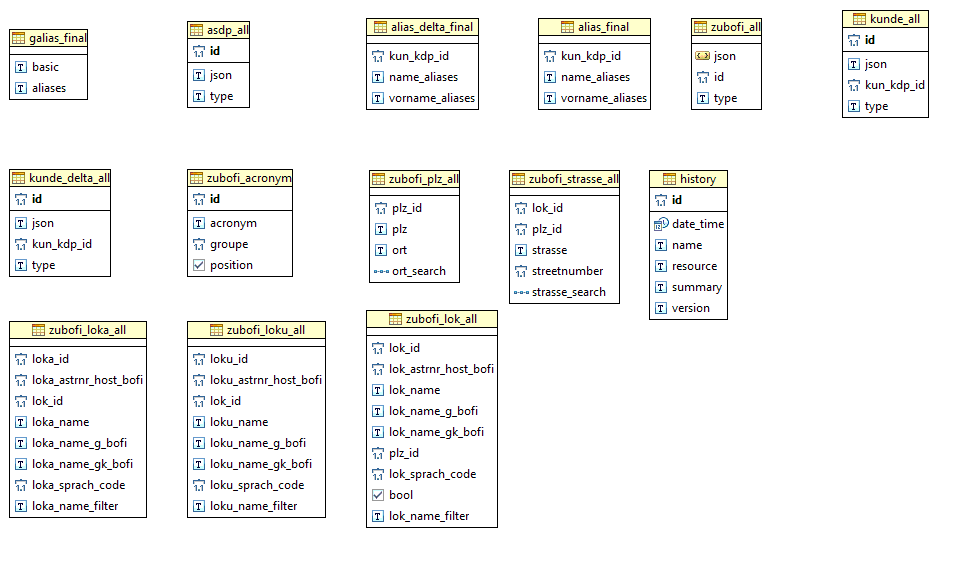 galias_final
basic
aliases
asdp_all
id
json
type
alias_delta_final
kun_kdp_id
name_aliases
vorname_aliases
alias_final
kun_kdp_id
name_aliases
vorname_aliases
zubofi_all
json
id
type
kunde_all
id
json
kun_kdp_id
type
kunde_delta_all
id
json
kun_kdp_id
type
zubofi_acronym
id
acronym
groupe
position
zubofi_plz_all
plz_id
plz
ort
ort_search
zubofi_strasse_all
lok_id
plz_id
strasse
streetnumber
strasse_search
history
id
date_time
name
resource
summary
version
zubofi_loka_all
loka_id
loka_astrnr_host_bofi
lok_id
loka_name
loka_name_g_bofi
loka_name_gk_bofi
loka_sprach_code
loka_name_filter
zubofi_loku_all
loku_id
loku_astrnr_host_bofi
lok_id
loku_name
loku_name_g_bofi
loku_name_gk_bofi
loku_sprach_code
loku_name_filter
zubofi_lok_all
lok_id
lok_astrnr_host_bofi
lok_name
lok_name_g_bofi
lok_name_gk_bofi
plz_id
lok_sprach_code
bool
lok_name_filter